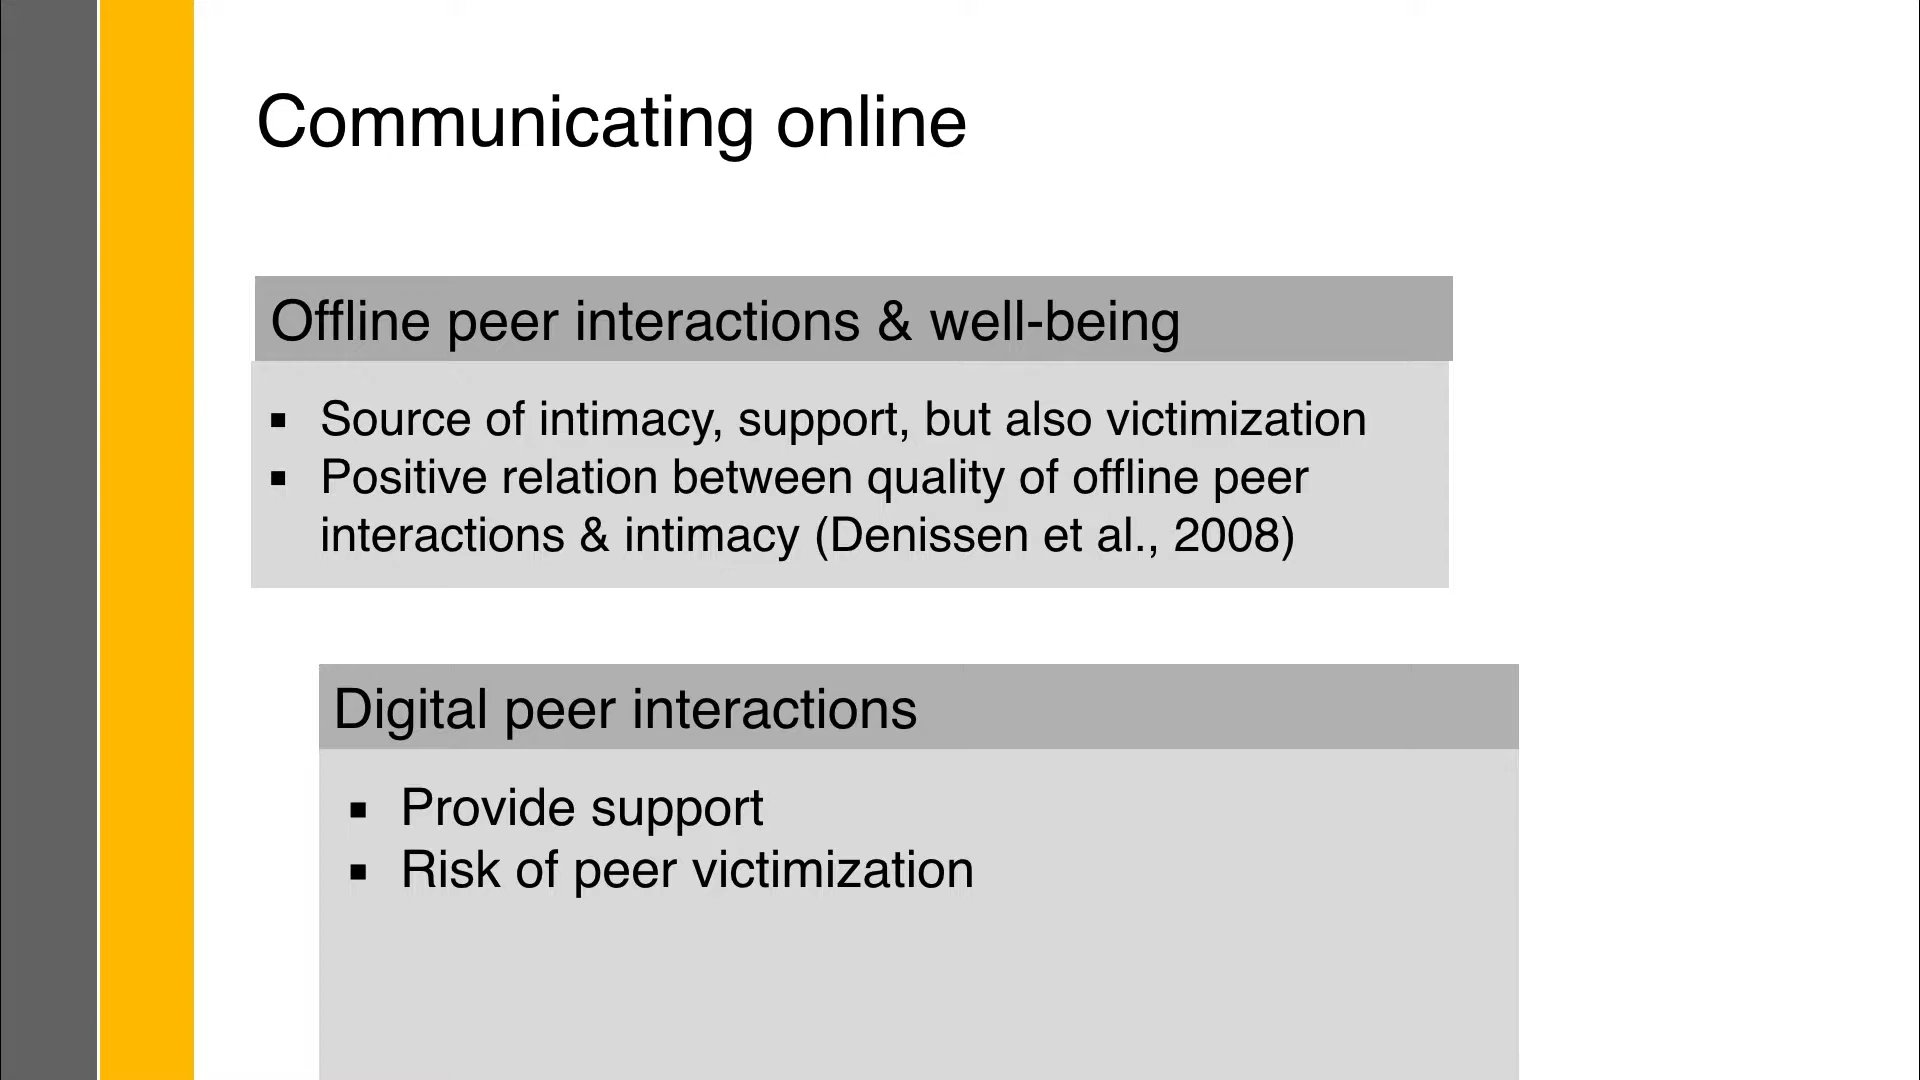 Communicating online
Offline peer interactions & well-being
▪ Source of intimacy, support, but also victimization
▪ Positive relation between quality of offline peer
interactions & intimacy (Denissen et al., 2008)
Digital peer interactions
▪ Provide support
▪ Risk of peer victimization